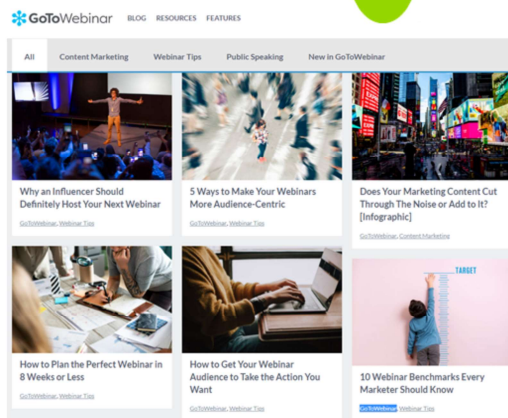 GoToWebinar BLOG RESOURCES FEATURES
All Content Marketing Webinar Tips Public Speaking New in GoToWebinar
Why an Influencer Should
Definitely Host Your Next Webinar
GoToWebinar, Webinar Tips
5 Ways to Make Your Webinars
More Audience-Centric
GoToWebinar, Webinar Tips
Does Your Marketing Content Cut
Through The Noise or Add to It?
[Infographic]
GoToWebinar, Content Marketing
How to Plan the Perfect Webinar in
8 Weeks or Less
GoToWebinar, Webinar Tips
How to Get Your Webinar
Audience to Take the Action You
Want
GoToWebinar, Webinar Tips
TARGET
10 Webinar Benchmarks Every
Marketer Should Know
GoToWebinar, Webinar Tips